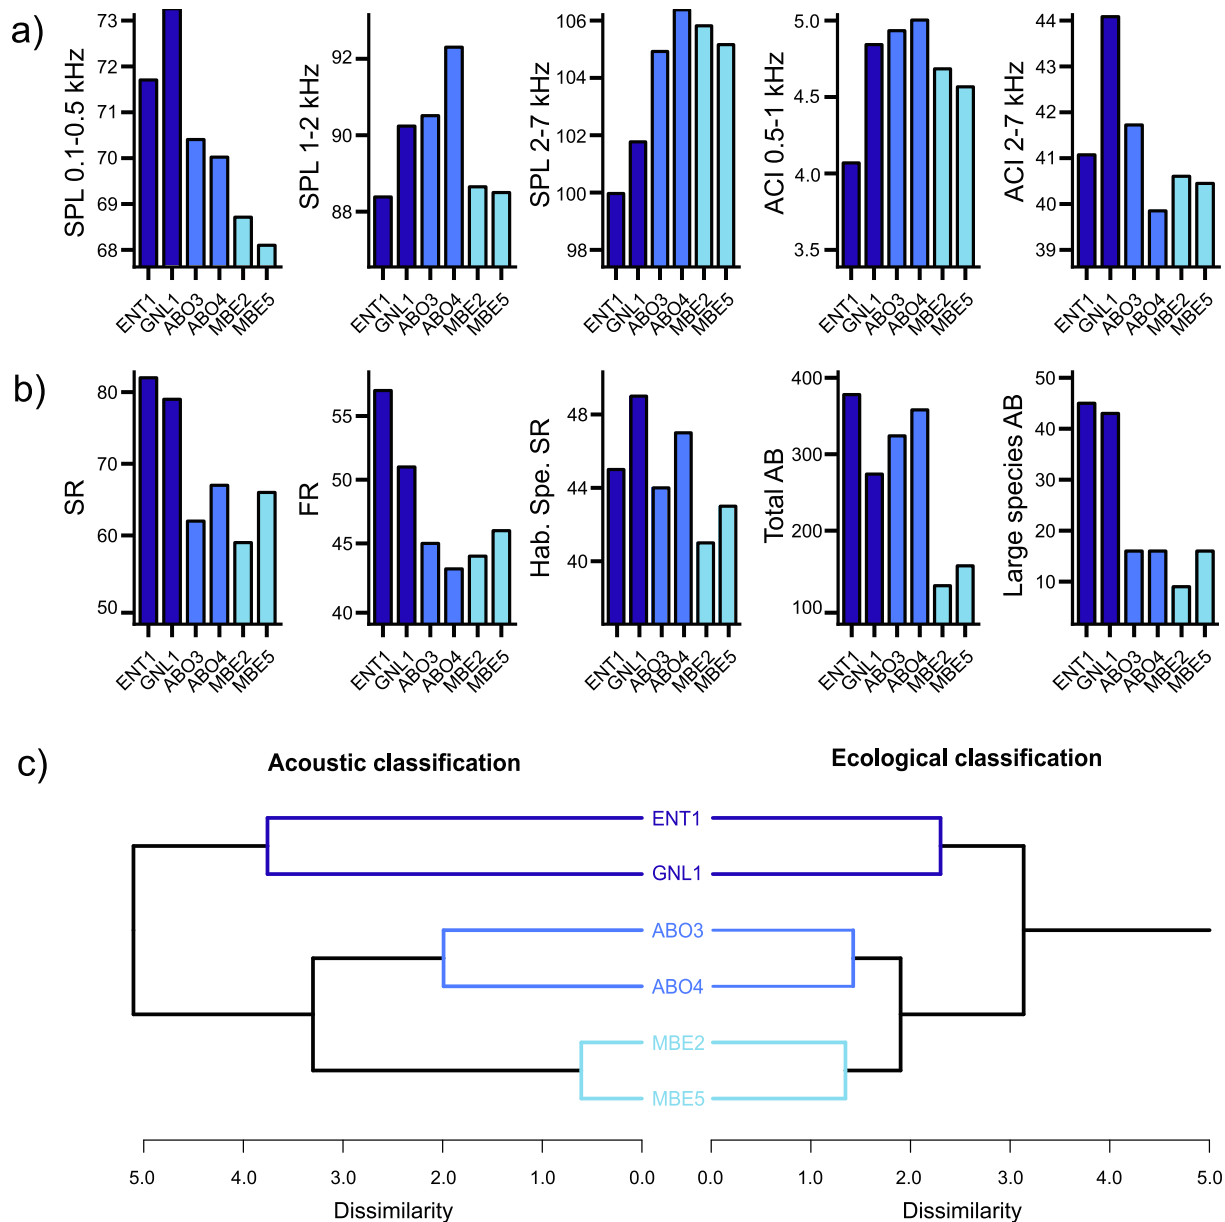 a)
SPL 0.1-0.5 kHz
73
72
71
70
69
68
ENT1
GNL1
ABO3
ABO4
MBE2
MBE5
SPL 1-2 kHz
92
90
88
ENT1
GNL1
ABO3
ABO4
MBE2
MBE5
SPL 2-7 kHz
106
104
102
100
98
ENT1
GNL1
ABO3
ABO4
MBE2
MBE5
ACI 0.5-1 kHz
5.0
4.5
4.0
3.5
ENT1
GNL1
ABO3
ABO4
MBE2
MBE5
ACI 2-7 kHz
44
43
42
41
40
39
ENT1
GNL1
ABO3
ABO4
MBE2
MBE5
b)
SR
80
70
60
50
ENT1
GNL1
ABO3
ABO4
MBE2
MBE5
FR
55
50
45
40
ENT1
GNL1
ABO3
ABO4
MBE2
MBE5
Hab. Spe. SR
48
44
40
ENT1
GNL1
ABO3
ABO4
MBE2
MBE5
Total AB
400
300
200
100
ENT1
GNL1
ABO3
ABO4
MBE2
MBE5
Large species AB
50
40
30
20
10
ENT1
GNL1
ABO3
ABO4
MBE2
MBE5
c)
Acoustic classification
Ecological classification
ENT1
GNL1
ABO3
ABO4
MBE2
MBE5
5.0 4.0 3.0 2.0 1.0 0.0
Dissimilarity
0.0 1.0 2.0 3.0 4.0 5.0
Dissimilarity